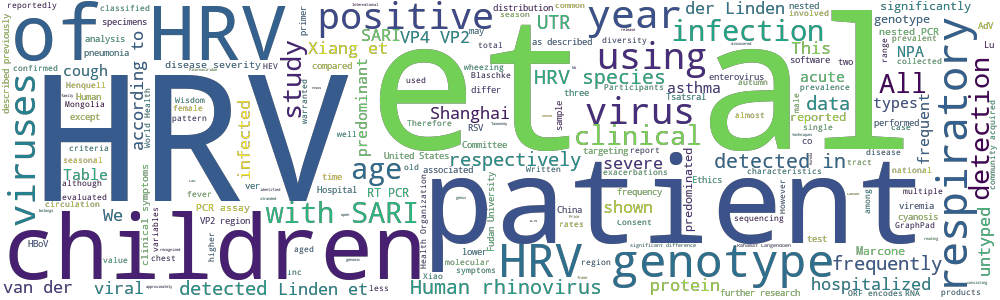 of HRV
positive
year
der Linden
significantly
genotype
nested PCR
reportedly
classified
specimens
analysis
pneumonia
confirmed
cough
Henquell
Human
Mongolia
except
viruses
described previously
according to
World Health
disease severity
HEV
Wisdom
female
pattern
infected
study
warranted
SARI
VP4 VP2
Xiang et
compared
predominant
distribution
season
UTR
may
common
total
as described
wheezing
Blaschke
differ
infection
using
HRV
species
enterovirus
diversity
asthma
Participants
Tsatsral
three
used
Therefore
RSV
Shanghai
sample
virus
clinical
nested
involved
This
software
two
acute
prevalence
data
reported
single
case
types
performed
NPA
collected
All
range
prevalent
AdV
Lu
frequent
detection
respiratory
untyped
community acquired
HRV
et al
patient
children
HRV genotype
criteria
seasonal
Table
although
evaluated
circulation
We
clinical symptoms
HBoV
value
van der
viral
chest
variables
detected
Linden et
less
fever
ver
PCR assay
VP2 region
higher
aged
inc
with SARI
time
Hospital
RT PCR
age
old
well
United States
Committee
associated
respectively
Written
targeting
report
exacerbations
severe
detected in
co
tract
disease
characteristics
national
multiple
viremia
cyanosis
GraphPad
among
However
sequencing
predominated
Ethics
frequency
shown
Consent
China
rates
region
significant difference
protein
further research
test
Marcone
frequently
hospitalized
ORF encodes RNA
products
Health Organization
Fudan University
lower
molecular
symptoms
Xiao
Human rhinovirus
almost
autumn
male